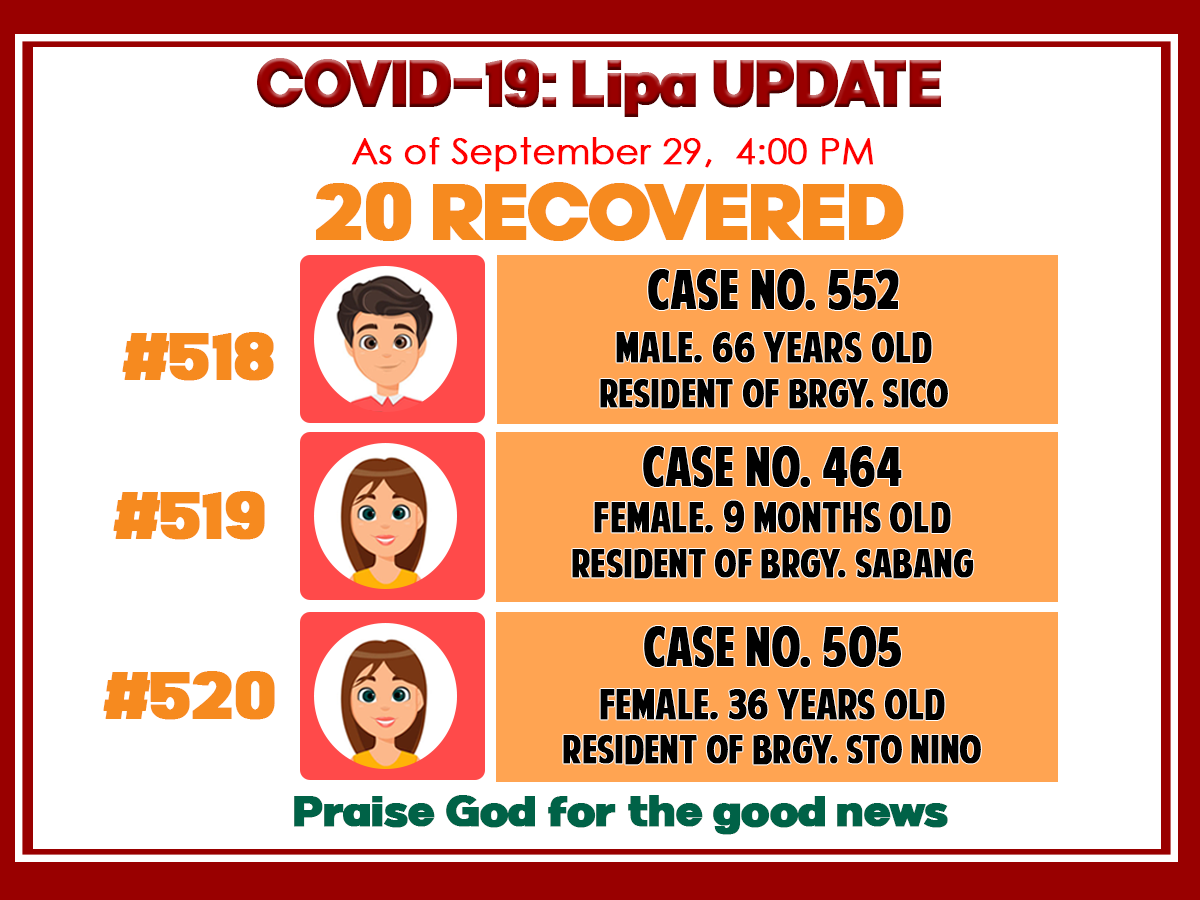 COVID-19: Lipa UPDATE
As of September 29, 4:00 PM
20 RECOVERED
#518
CASE NO. 552
MALE. 66 YEARS OLD
RESIDENT OF BRGY. SICO
#519
CASE NO. 464
FEMALE. 9 MONTHS OLD
RESIDENT OF BRGY. SABANG
#520
CASE NO. 505
FEMALE. 36 YEARS OLD
RESIDENT OF BRGY. STO NINO
Praise God for the good news